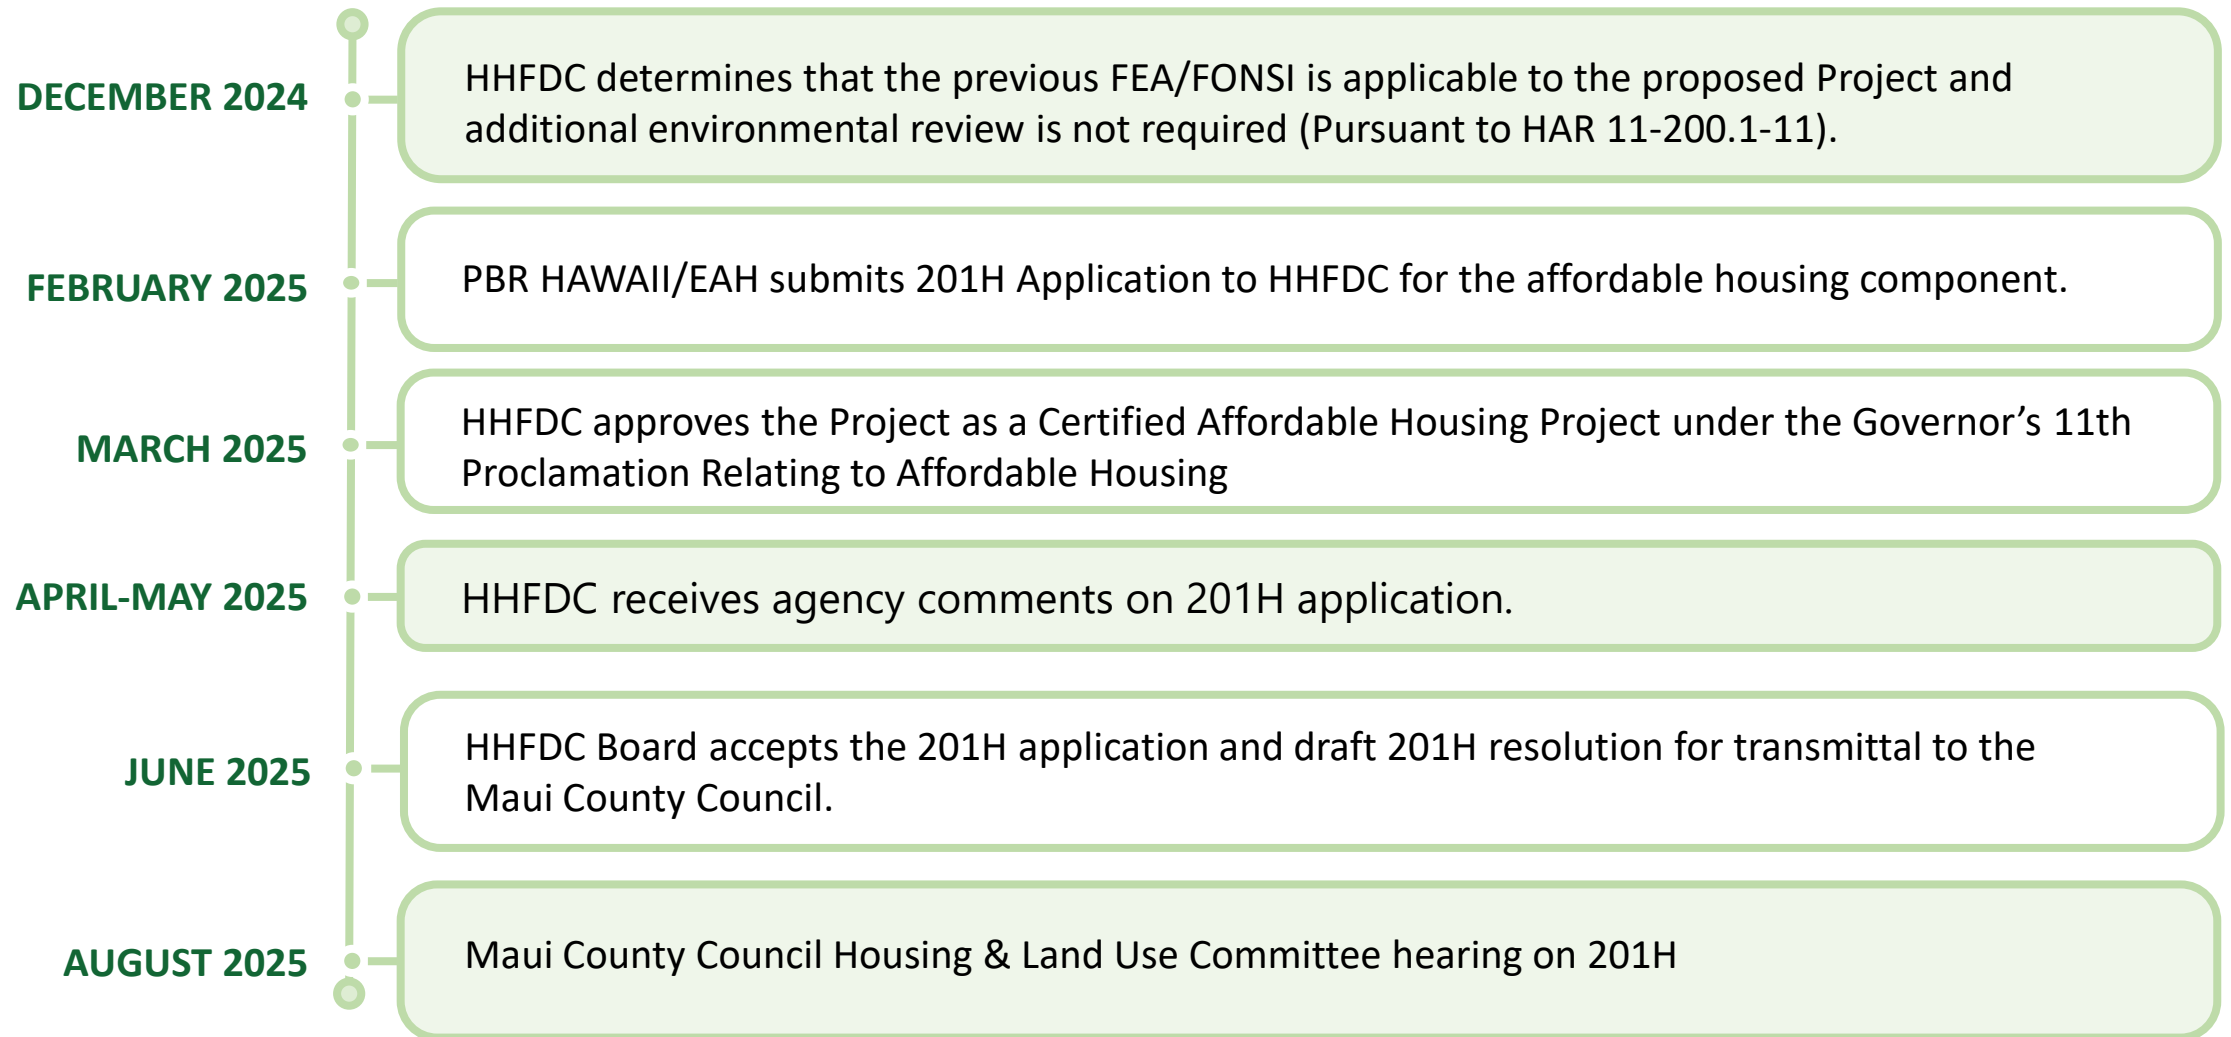 DECEMBER 2024
HHFDC determines that the previous FEA/FONSI is applicable to the proposed Project and
additional environmental review is not required (Pursuant to HAR 11-200.1-11).
FEBRUARY 2025
PBR HAWAII/EAH submits 201H Application to HHFDC for the affordable housing component.
MARCH 2025
HHFDC approves the Project as a Certified Affordable Housing Project under the Governor’s 11th
Proclamation Relating to Affordable Housing
APRIL-MAY 2025
HHFDC receives agency comments on 201H application.
JUNE 2025
HHFDC Board accepts the 201H application and draft 201H resolution for transmittal to the
Maui County Council.
AUGUST 2025
Maui County Council Housing & Land Use Committee hearing on 201H